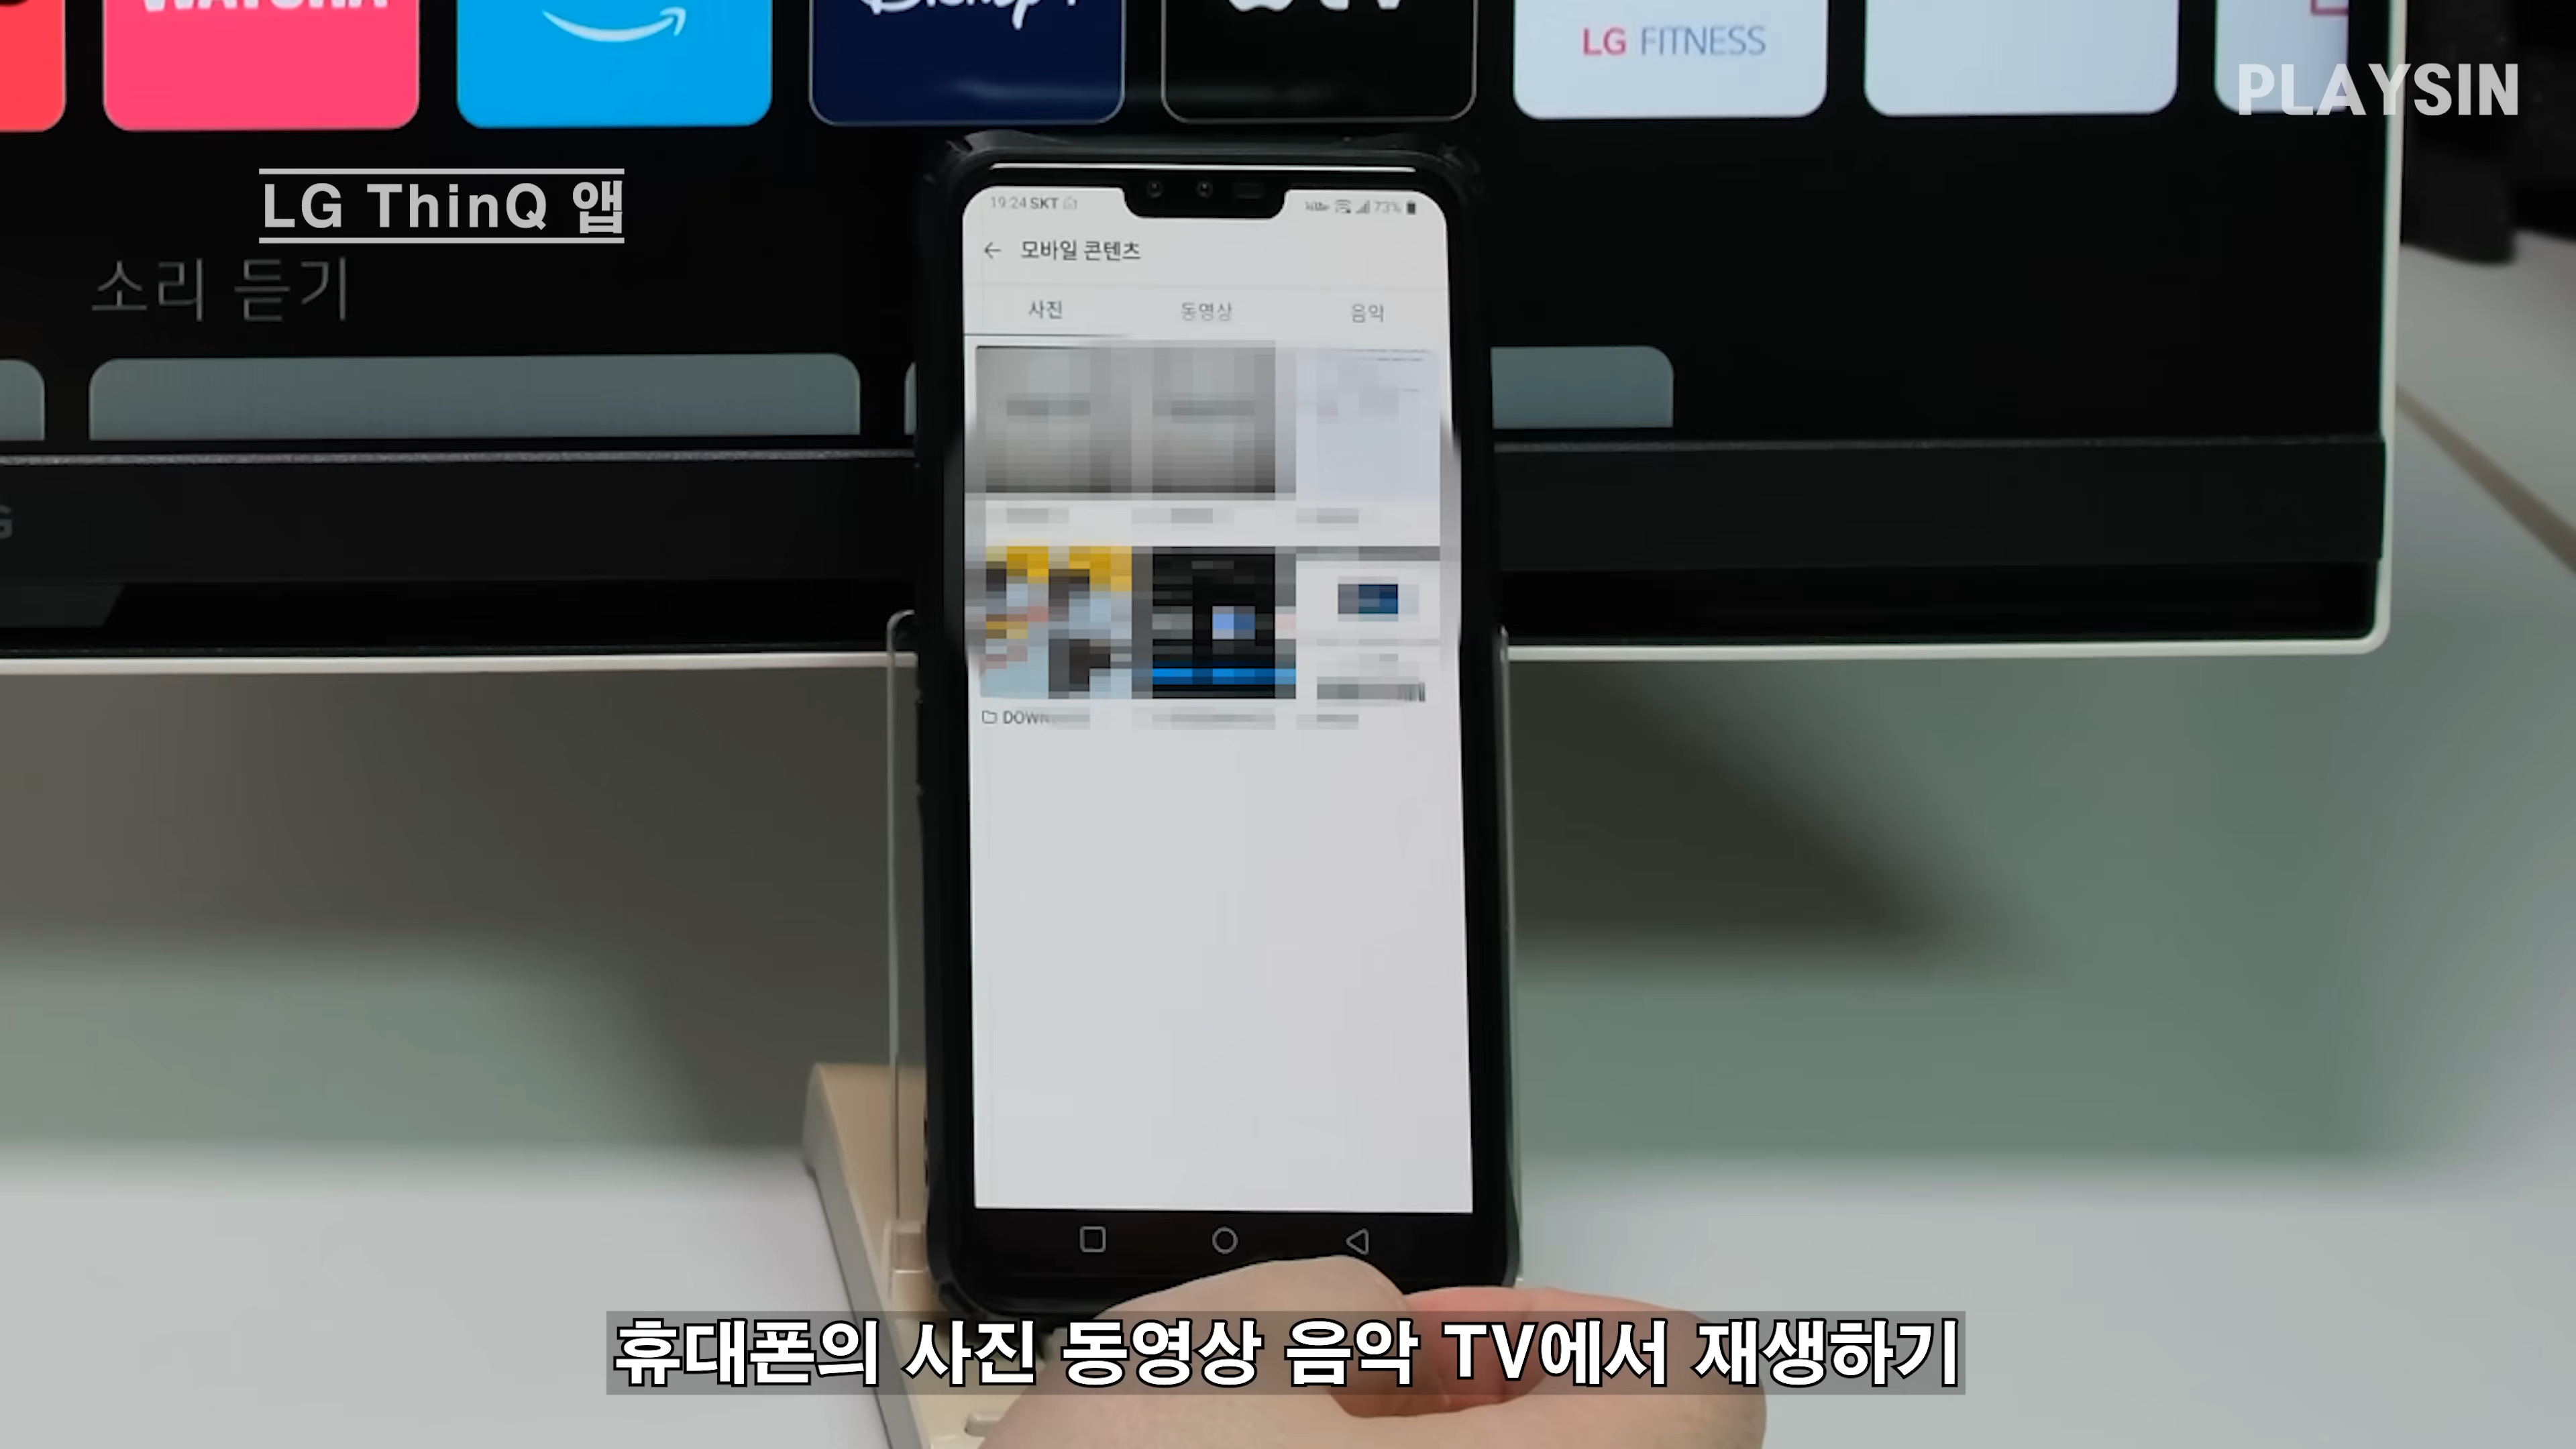 LG FITNESS
PLAYSIN
LG ThinQ 앱
소리 듣기
19:24 SKT
73%
모바일 콘텐츠
사진 동영상 음악
휴대폰의 사진 동영상 음악 TV에서 재생하기